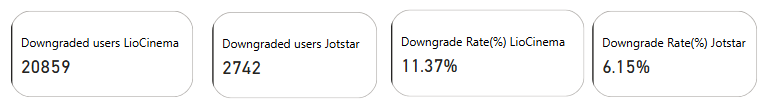 Downgraded users LioCinema
20859
Downgraded users Jotstar
2742
Downgrade Rate(%) LioCinema
11.37%
Downgrade Rate(%) Jotstar
6.15%